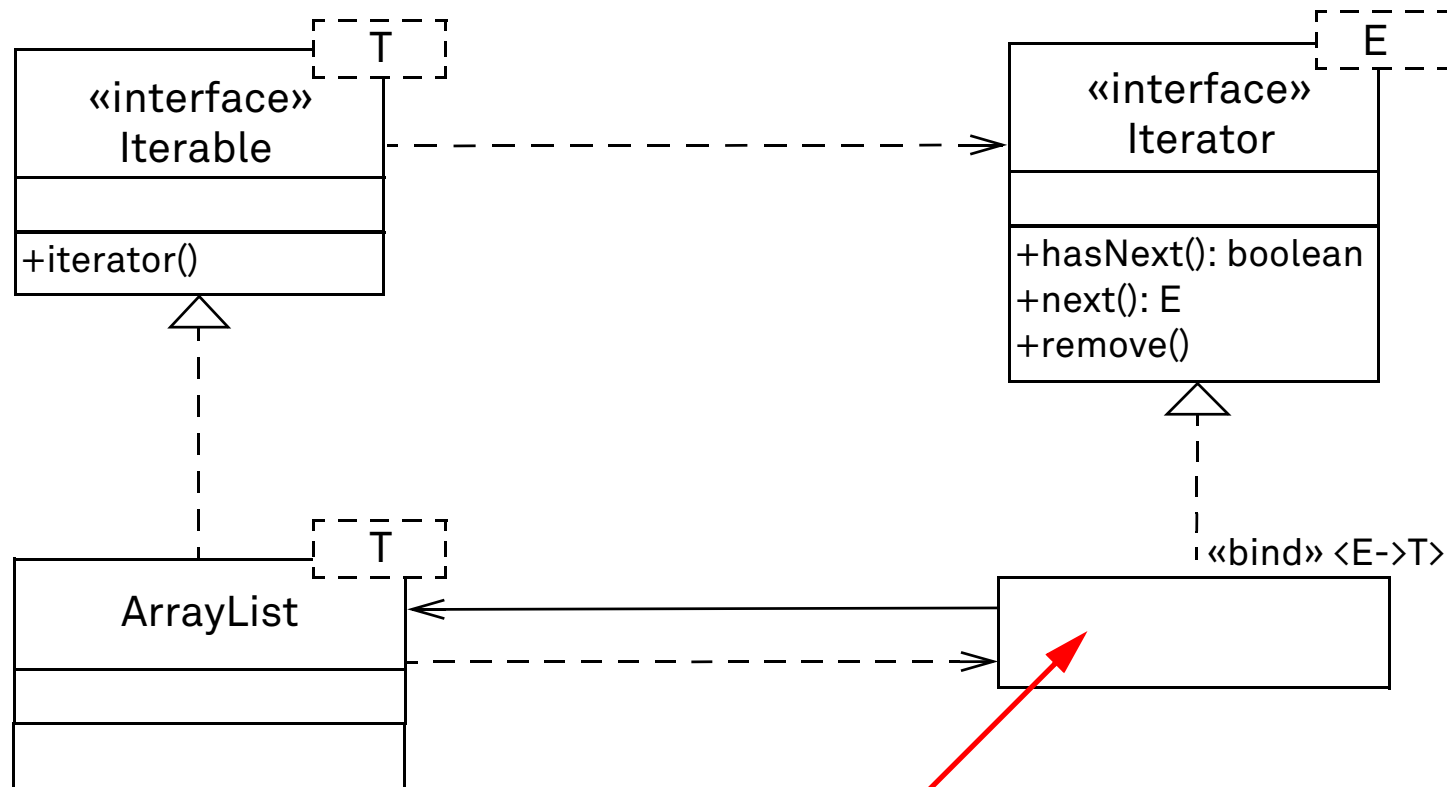 T
«interface»
Iterable
+iterator()
E
«interface»
Iterator
+hasNext(): boolean
+next(): E
+remove()
T
ArrayList
«bind» <E->T>